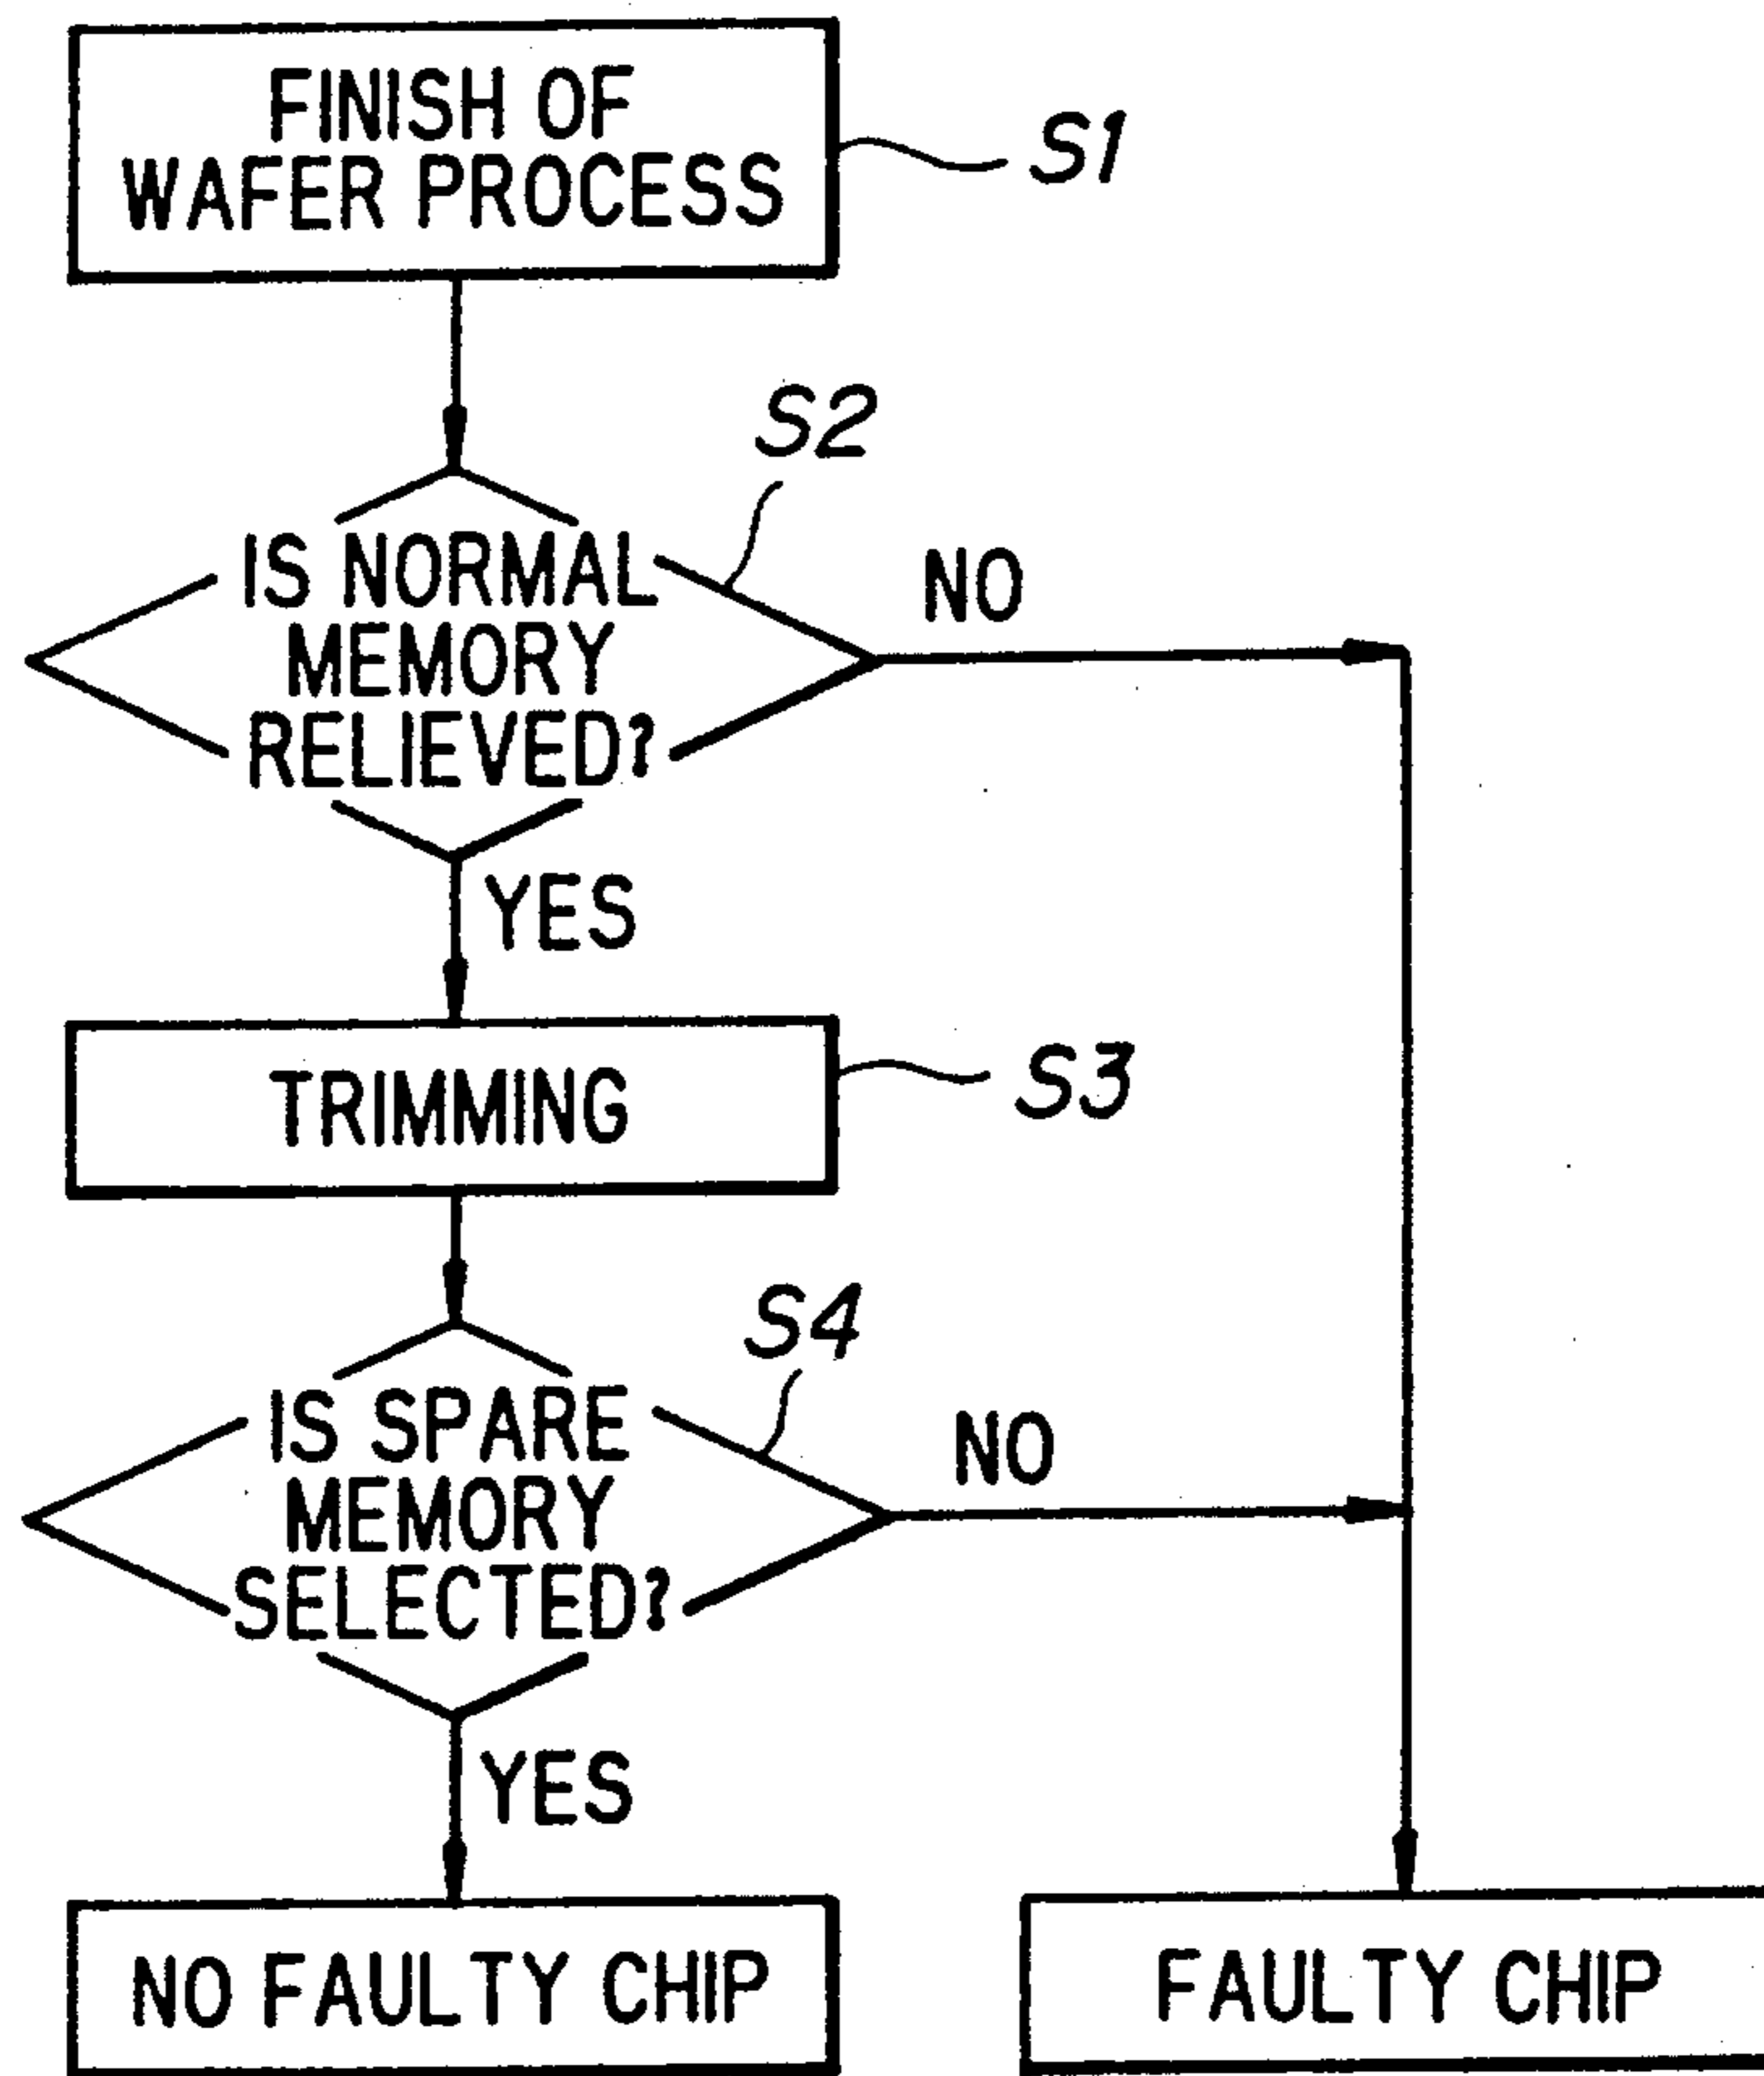 FINISH OF
WAFER PROCESS
S1
S2
IS NORMAL
MEMORY
RELIEVED?
NO
YES
TRIMMING
S3
S4
IS SPARE
MEMORY
SELECTED?
NO
YES
NO FAULTY CHIP
FAULTY CHIP